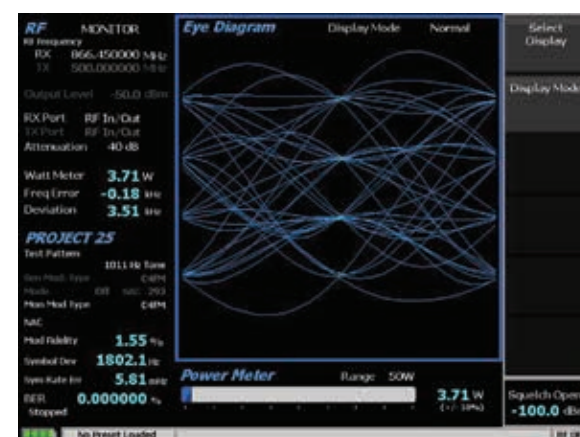 RF MONITOR
RF Frequency
RX 866.450000 MHz
TX 500.000000 MHz
Output Level -50.0 dBm
RX Port RF In/Out
TX Port RF In/Out
Attenuation 40 dB
Watt Meter 3.71 W
Freq Error -0.18 kHz
Deviation 3.51 kHz
PROJECT 25
Test Pattern
1011 Hz Tone
Gen Mod Type C4FM
Mode Off NAC 293
Mon Mod Type C4FM
NAC
Mod Fidelity 1.55 %
Symbol Dev 1802.1 Hz
Sym Rate Err 5.81 mHz
BER 0.000000 %
Stopped
Eye Diagram Display Mode Normal
Power Meter Range 50W
3.71 W
(+/- 10%)
Select
Display
Display Mode
Squelch Open
-100.0 dB
No Preset Loaded